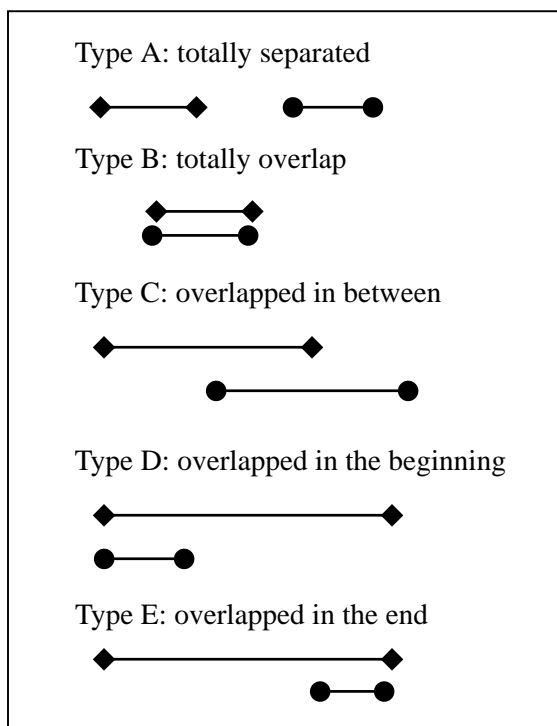 Type A: totally separated
Type B: totally overlap
Type C: overlapped in between
Type D: overlapped in the beginning
Type E: overlapped in the end